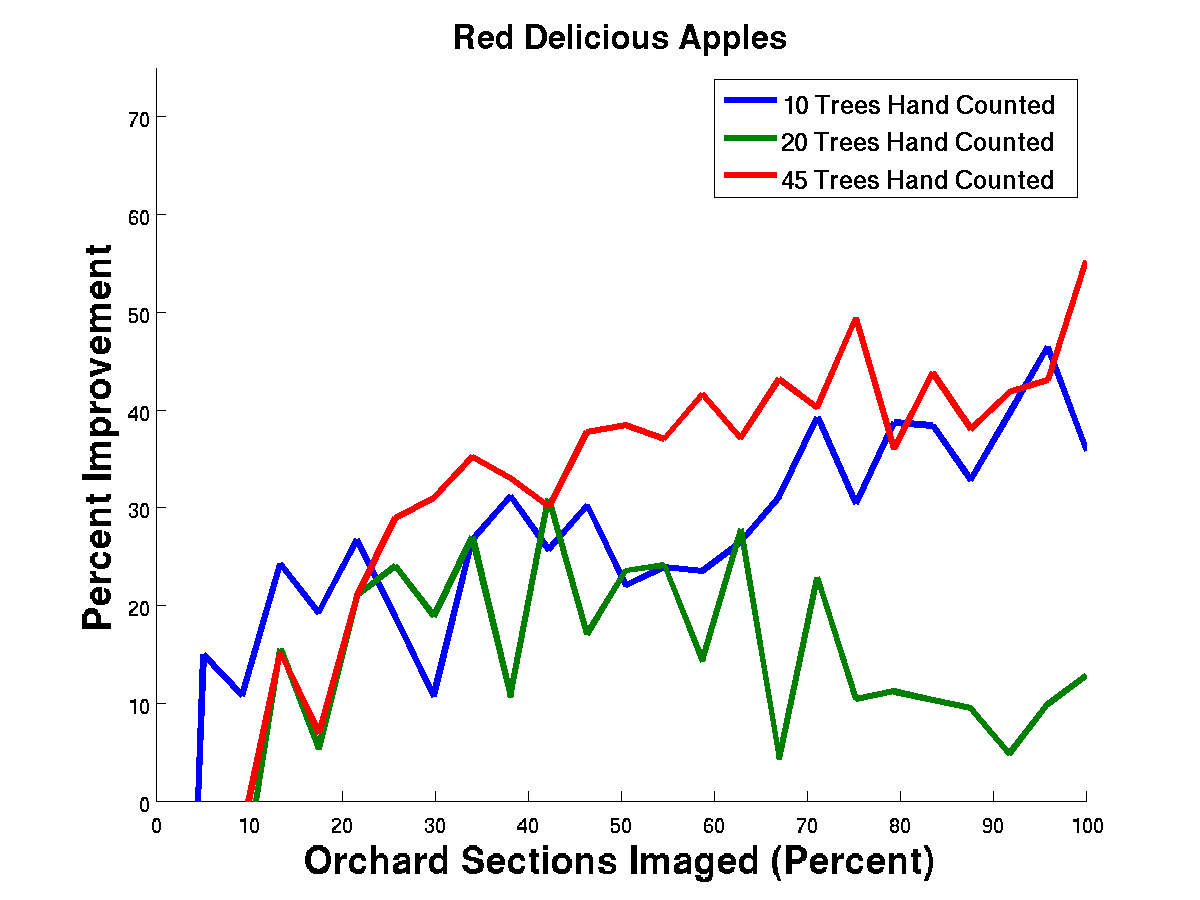 Red Delicious Apples
10 Trees Hand Counted
20 Trees Hand Counted
45 Trees Hand Counted
Percent Improvement
70
60
50
40
30
20
10
0
0 10 20 30 40 50 60 70 80 90 100
Orchard Sections Imaged (Percent)